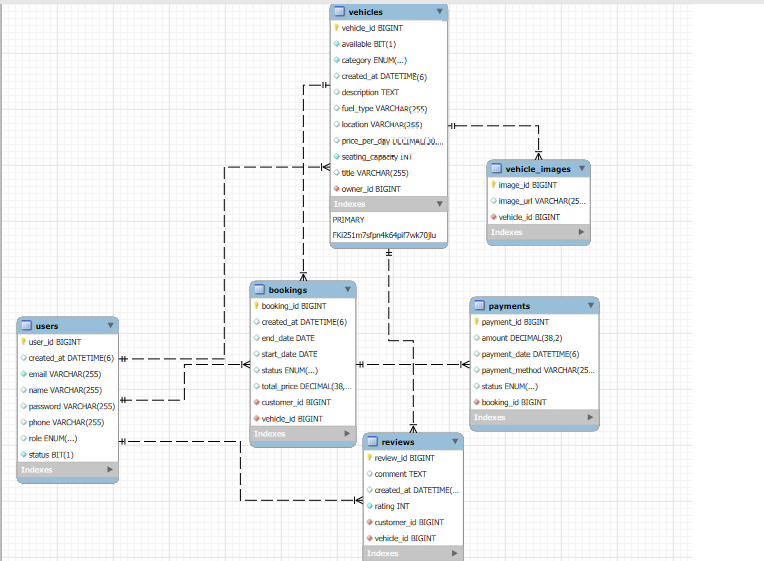 vehicles
vehicle_id BIGINT
available BIT(1)
category ENUM(...)
created_at DATETIME(6)
description TEXT
fuel_type VARCHAR(255)
location VARCHAR(255)
price_per_day DECIMAL(30,...
seating_capacity INT
title VARCHAR(255)
owner_id BIGINT
Indexes
PRIMARY
FKi251m7sfpn4k64pif7wk70jlu
vehicle_images
image_id BIGINT
image_url VARCHAR(25...
vehicle_id BIGINT
Indexes
bookings
booking_id BIGINT
created_at DATETIME(6)
end_date DATE
start_date DATE
status ENUM(...)
total_price DECIMAL(38,...
customer_id BIGINT
vehicle_id BIGINT
Indexes
payments
payment_id BIGINT
amount DECIMAL(38,2)
payment_date DATETIME(6)
payment_method VARCHAR(25...
status ENUM(...)
booking_id BIGINT
Indexes
users
user_id BIGINT
created_at DATETIME(6)
email VARCHAR(255)
name VARCHAR(255)
password VARCHAR(255)
phone VARCHAR(255)
role ENUM(...)
status BIT(1)
Indexes
reviews
review_id BIGINT
comment TEXT
created_at DATETIME(...
rating INT
customer_id BIGINT
vehicle_id BIGINT
Indexes